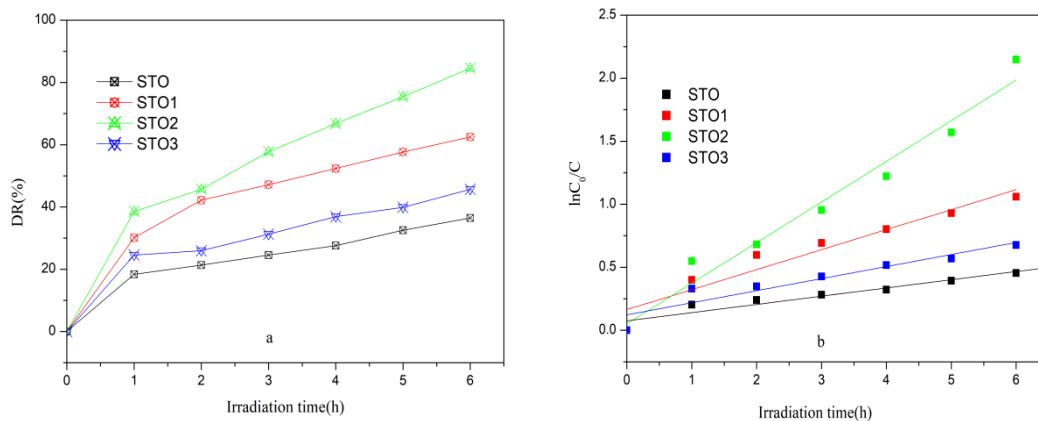 100
80
60
40
20
0
DR(%)
STO
STO1
STO2
STO3
a
0 1 2 3 4 5 6
Irradiation time(h)
2.5
2.0
1.5
1.0
0.5
0.0
lnC₀/C
STO
STO1
STO2
STO3
b
0 1 2 3 4 5 6
Irradiation time(h)